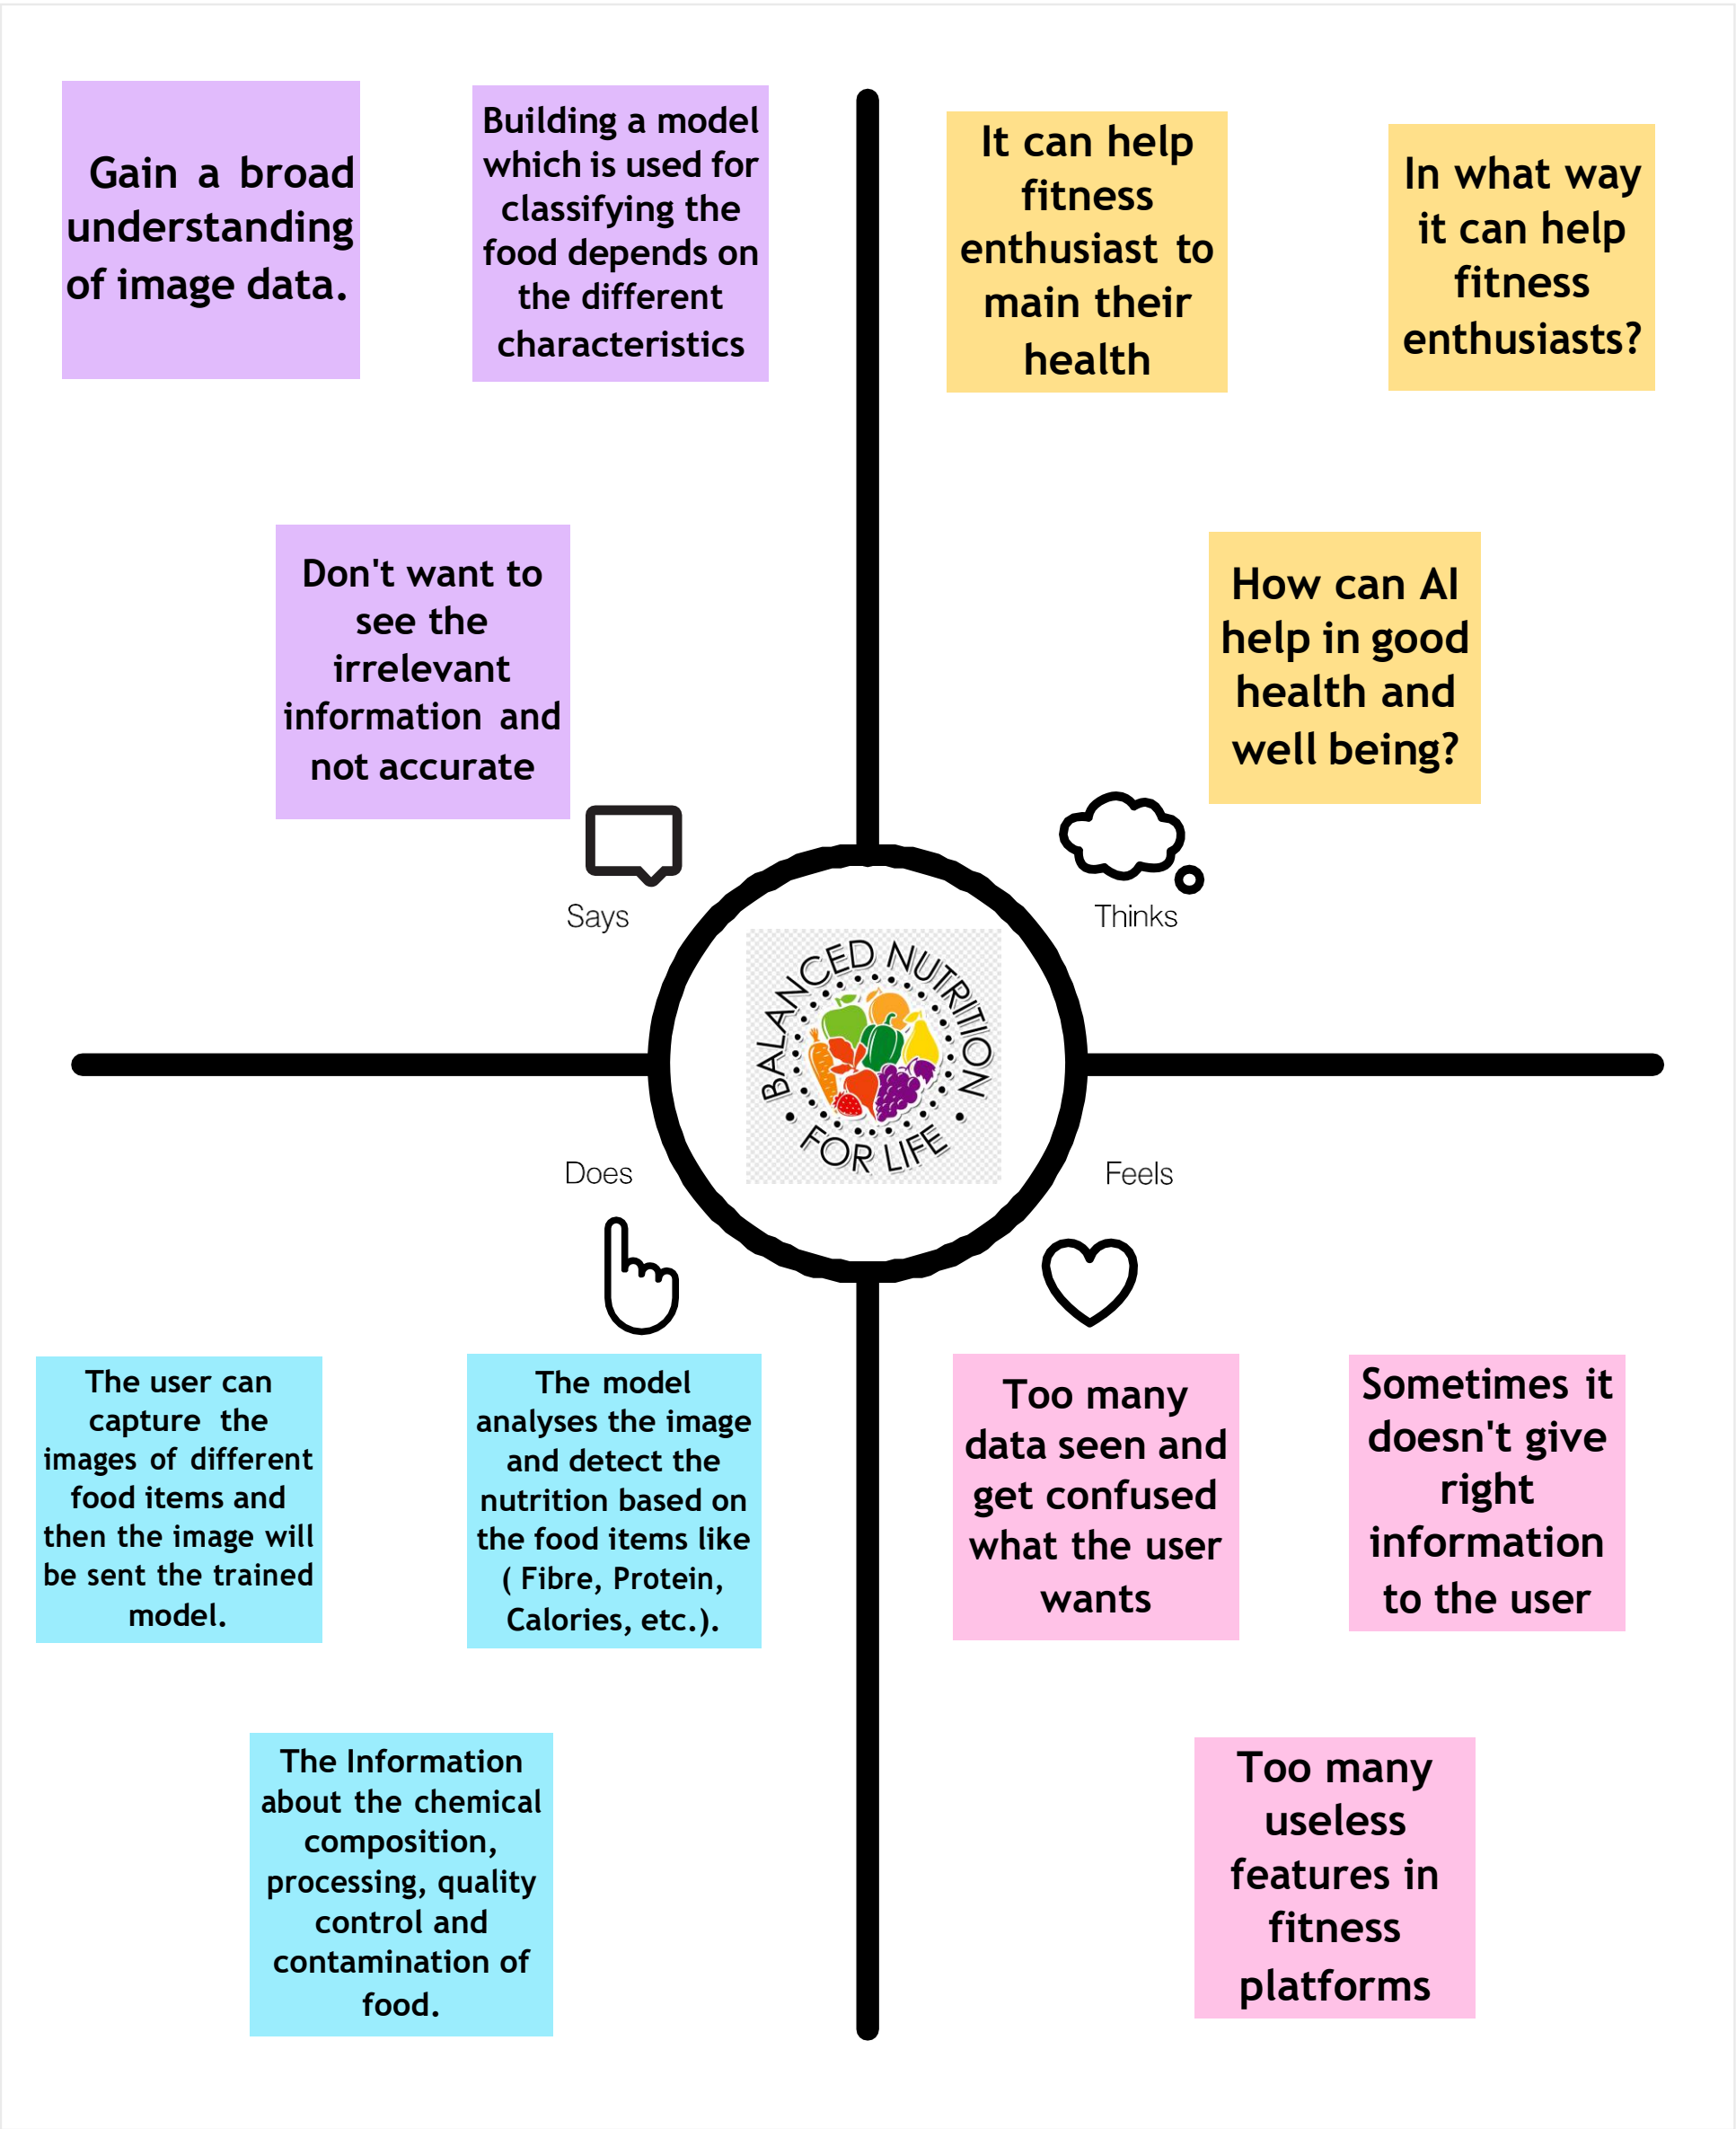 Gain a broad
understanding
of image data.
Building a model
which is used for
classifying the
food depends on
the different
characteristics
It can help
fitness
enthusiast to
main their
health
In what way
it can help
fitness
enthusiasts?
Don't want to
see the
irrelevant
information and
not accurate
How can AI
help in good
health and
well being?
Says
Thinks
BALANCED NUTRITION
FOR LIFE
Does
Feels
The user can
capture the
images of different
food items and
then the image will
be sent the trained
model.
The model
analyses the image
and detect the
nutrition based on
the food items like
( Fibre, Protein,
Calories, etc.).
Too many
data seen and
get confused
what the user
wants
Sometimes it
doesn't give
right
information
to the user
The Information
about the chemical
composition,
processing, quality
control and
contamination of
food.
Too many
useless
features in
fitness
platforms